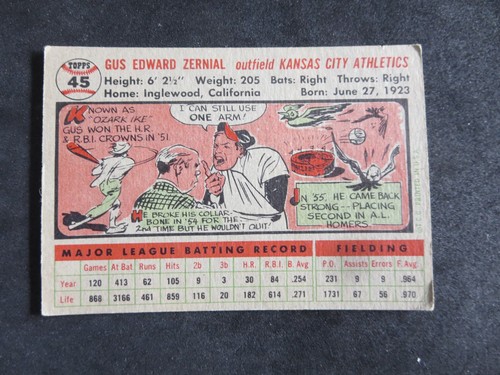 TOPPS
45
GUS EDWARD ZERNIAL outfield KANSAS CITY ATHLETICS
Height: 6' 2½" Weight: 205 Bats: Right Throws: Right
Home: Inglewood, California Born: June 27, 1923
KNOWN AS
"OZARK IKE"
GUS WON THE H.R.
& R.B.I. CROWNS IN '51.
I CAN STILL USE
ONE ARM!
HE BROKE HIS COLLAR-
BONE IN '54 FOR THE
2ND TIME BUT HE WOULDN'T QUIT!
IN '55, HE CAME BACK
STRONG -- PLACING
SECOND IN A.L.
HOMERS.
MAJOR LEAGUE BATTING RECORD FIELDING
Games At Bat Runs Hits 2b 3b H.R. R.B.I. B. Avg P.O. Assists Errors F. Avg.
Year 120 413 62 105 9 3 30 84 .254 231 9 9 .964
Life 868 3166 461 859 116 20 183 601 .271 1731 67 56 .970